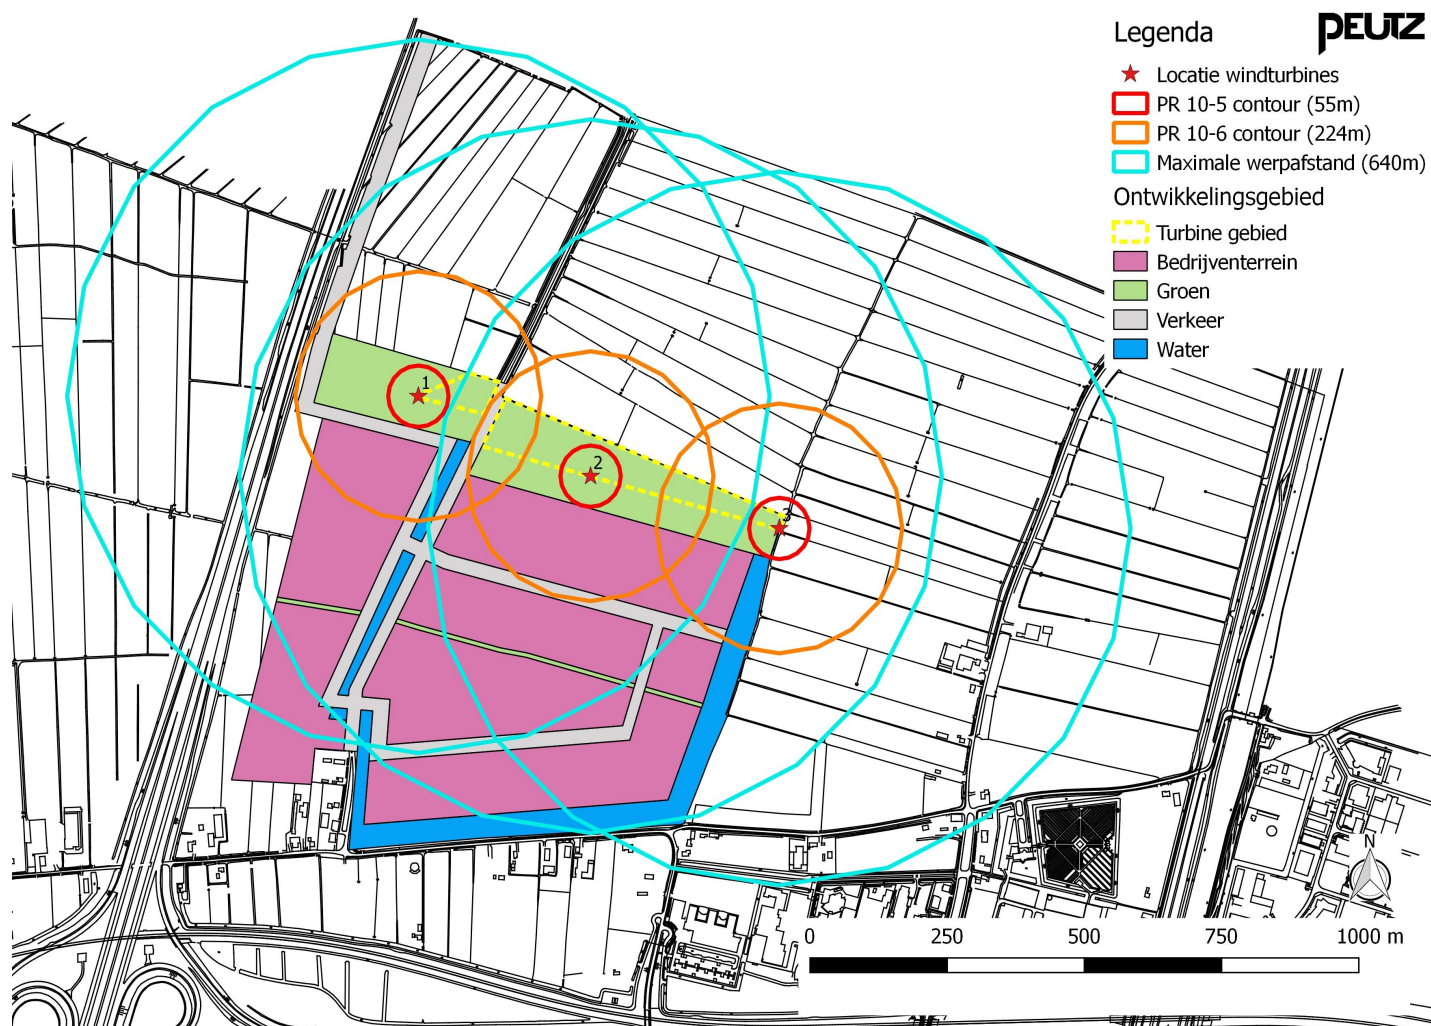 Legenda
PEUTZ
Locatie windturbines
PR 10-5 contour (55m)
PR 10-6 contour (224m)
Maximale werpafstand (640m)
Ontwikkelingsgebied
Turbine gebied
Bedrijventerrein
Groen
Verkeer
Water
1
2
3
N
0 250 500 750 1000 m